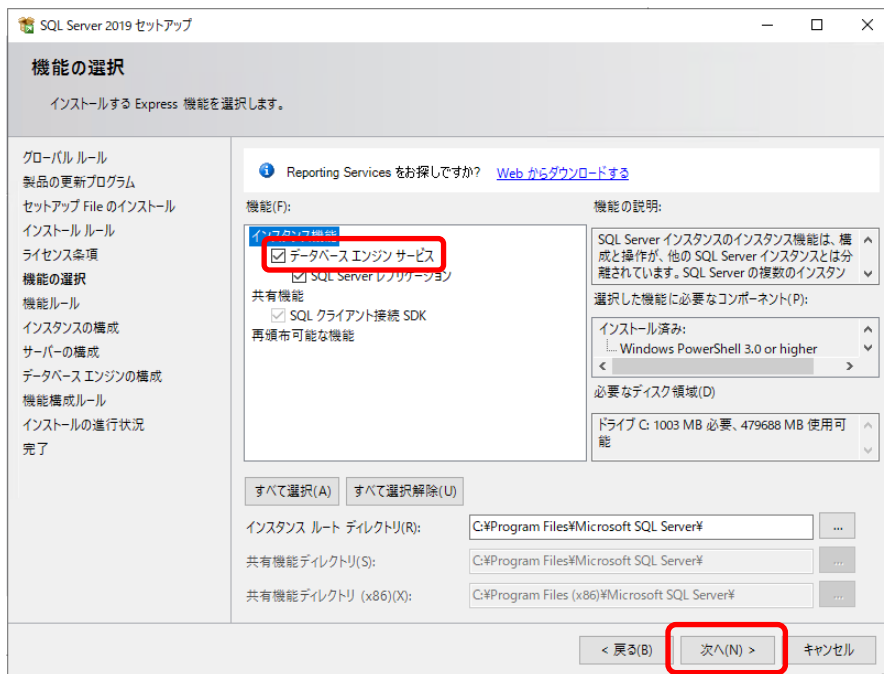 SQL Server 2019 セットアップ
機能の選択
インストールする Express 機能を選択します。
グローバル ルール
製品の更新プログラム
セットアップ File のインストール
インストール ルール
ライセンス条項
機能の選択
機能ルール
インスタンスの構成
サーバーの構成
データベース エンジンの構成
機能構成ルール
インストールの進行状況
完了
Reporting Services をお探しですか? Web からダウンロードする
機能(F):
インスタンス機能
データベース エンジン サービス
SQL Server レプリケーション
共有機能
SQL クライアント接続 SDK
再頒布可能な機能
機能の説明:
SQL Server インスタンスのインスタンス機能は、構
成と操作が、他の SQL Server インスタンスとは分
離されています。SQL Server の複数のインスタン
選択した機能に必要なコンポーネント(P):
インストール済み:
Windows PowerShell 3.0 or higher
必要なディスク領域(D)
ドライブ C: 1003 MB 必要、479688 MB 使用可
能
すべて選択(A) すべて選択解除(U)
インスタンス ルート ディレクトリ(R): C:¥Program Files¥Microsoft SQL Server¥ ...
共有機能ディレクトリ(S): C:¥Program Files¥Microsoft SQL Server¥ ...
共有機能ディレクトリ (x86)(X): C:¥Program Files (x86)¥Microsoft SQL Server¥ ...
< 戻る(B) 次へ(N) > キャンセル